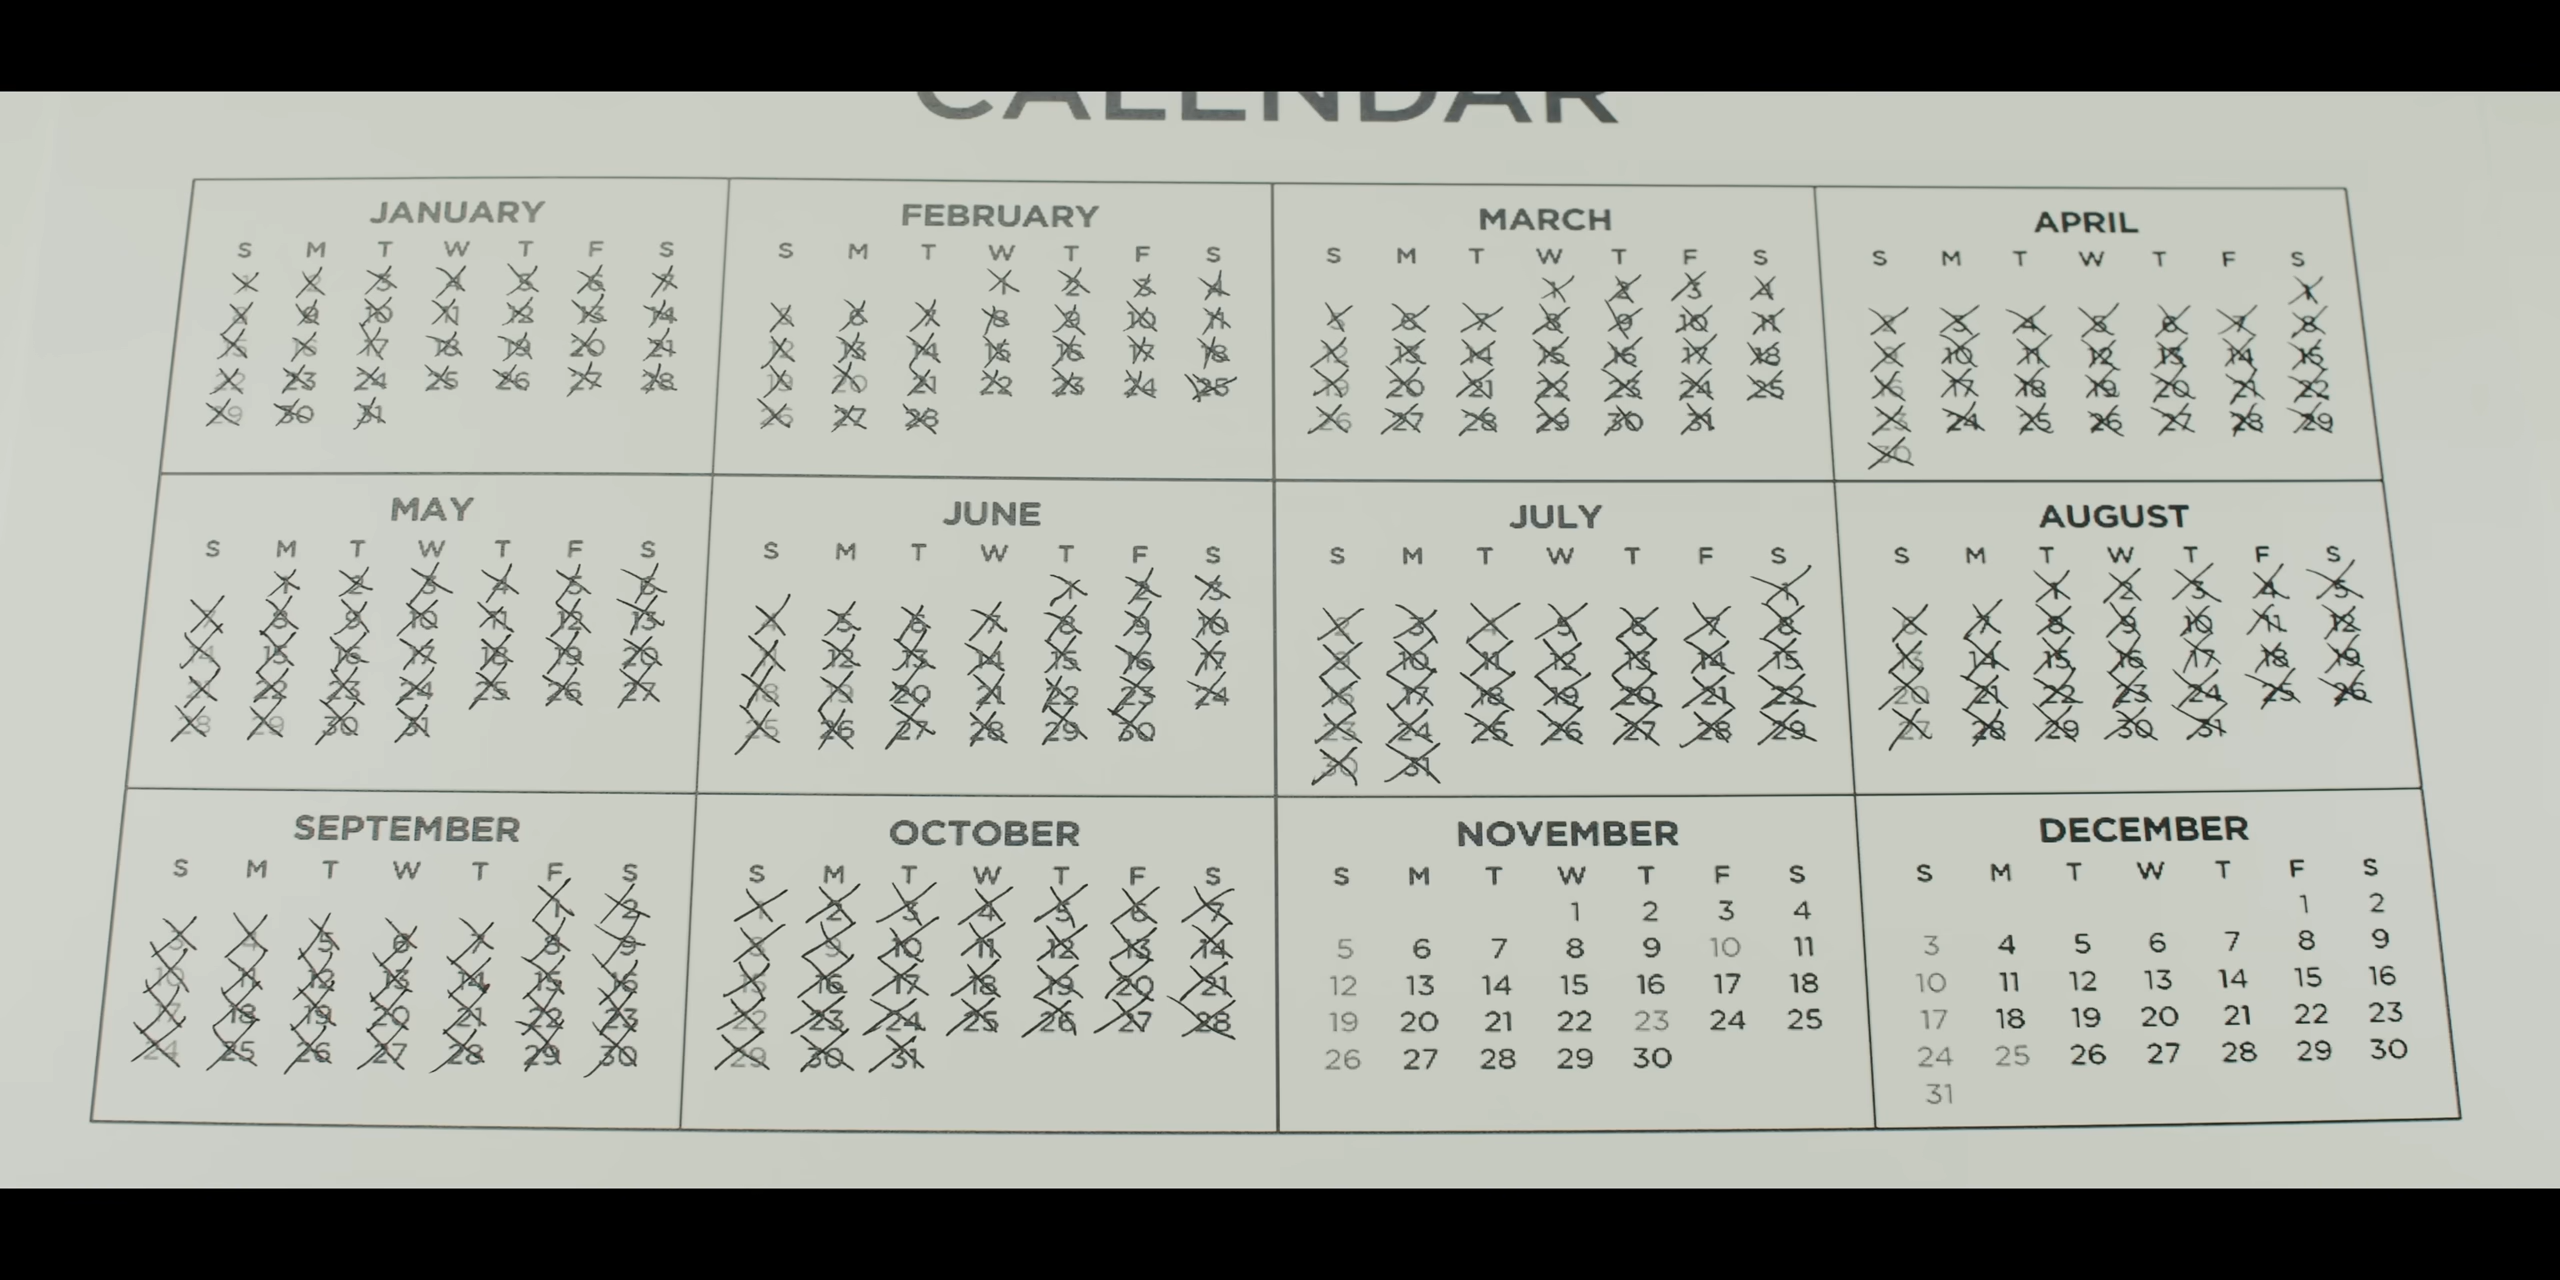 CALENDAR
JANUARY
S M T W T F S
1 2 3 4 5 6 7
8 9 10 11 12 13 14
15 16 17 18 19 20 21
22 23 24 25 26 27 28
29 30 31
FEBRUARY
S M T W T F S
1 2 3 4
5 6 7 8 9 10 11
12 13 14 15 16 17 18
19 20 21 22 23 24 25
26 27 28
MARCH
S M T W T F S
1 2 3 4
5 6 7 8 9 10 11
12 13 14 15 16 17 18
19 20 21 22 23 24 25
26 27 28 29 30 31
APRIL
S M T W T F S
1
2 3 4 5 6 7 8
9 10 11 12 13 14 15
16 17 18 19 20 21 22
23 24 25 26 27 28 29
30
MAY
S M T W T F S
1 2 3 4 5 6
7 8 9 10 11 12 13
14 15 16 17 18 19 20
21 22 23 24 25 26 27
28 29 30 31
JUNE
S M T W T F S
1 2 3
4 5 6 7 8 9 10
11 12 13 14 15 16 17
18 19 20 21 22 23 24
25 26 27 28 29 30
JULY
S M T W T F S
1
2 3 4 5 6 7 8
9 10 11 12 13 14 15
16 17 18 19 20 21 22
23 24 25 26 27 28 29
30 31
AUGUST
S M T W T F S
1 2 3 4 5
6 7 8 9 10 11 12
13 14 15 16 17 18 19
20 21 22 23 24 25 26
27 28 29 30 31
SEPTEMBER
S M T W T F S
1 2
3 4 5 6 7 8 9
10 11 12 13 14 15 16
17 18 19 20 21 22 23
24 25 26 27 28 29 30
OCTOBER
S M T W T F S
1 2 3 4 5 6 7
8 9 10 11 12 13 14
15 16 17 18 19 20 21
22 23 24 25 26 27 28
29 30 31
NOVEMBER
S M T W T F S
1 2 3 4
5 6 7 8 9 10 11
12 13 14 15 16 17 18
19 20 21 22 23 24 25
26 27 28 29 30
DECEMBER
S M T W T F S
1 2
3 4 5 6 7 8 9
10 11 12 13 14 15 16
17 18 19 20 21 22 23
24 25 26 27 28 29 30
31